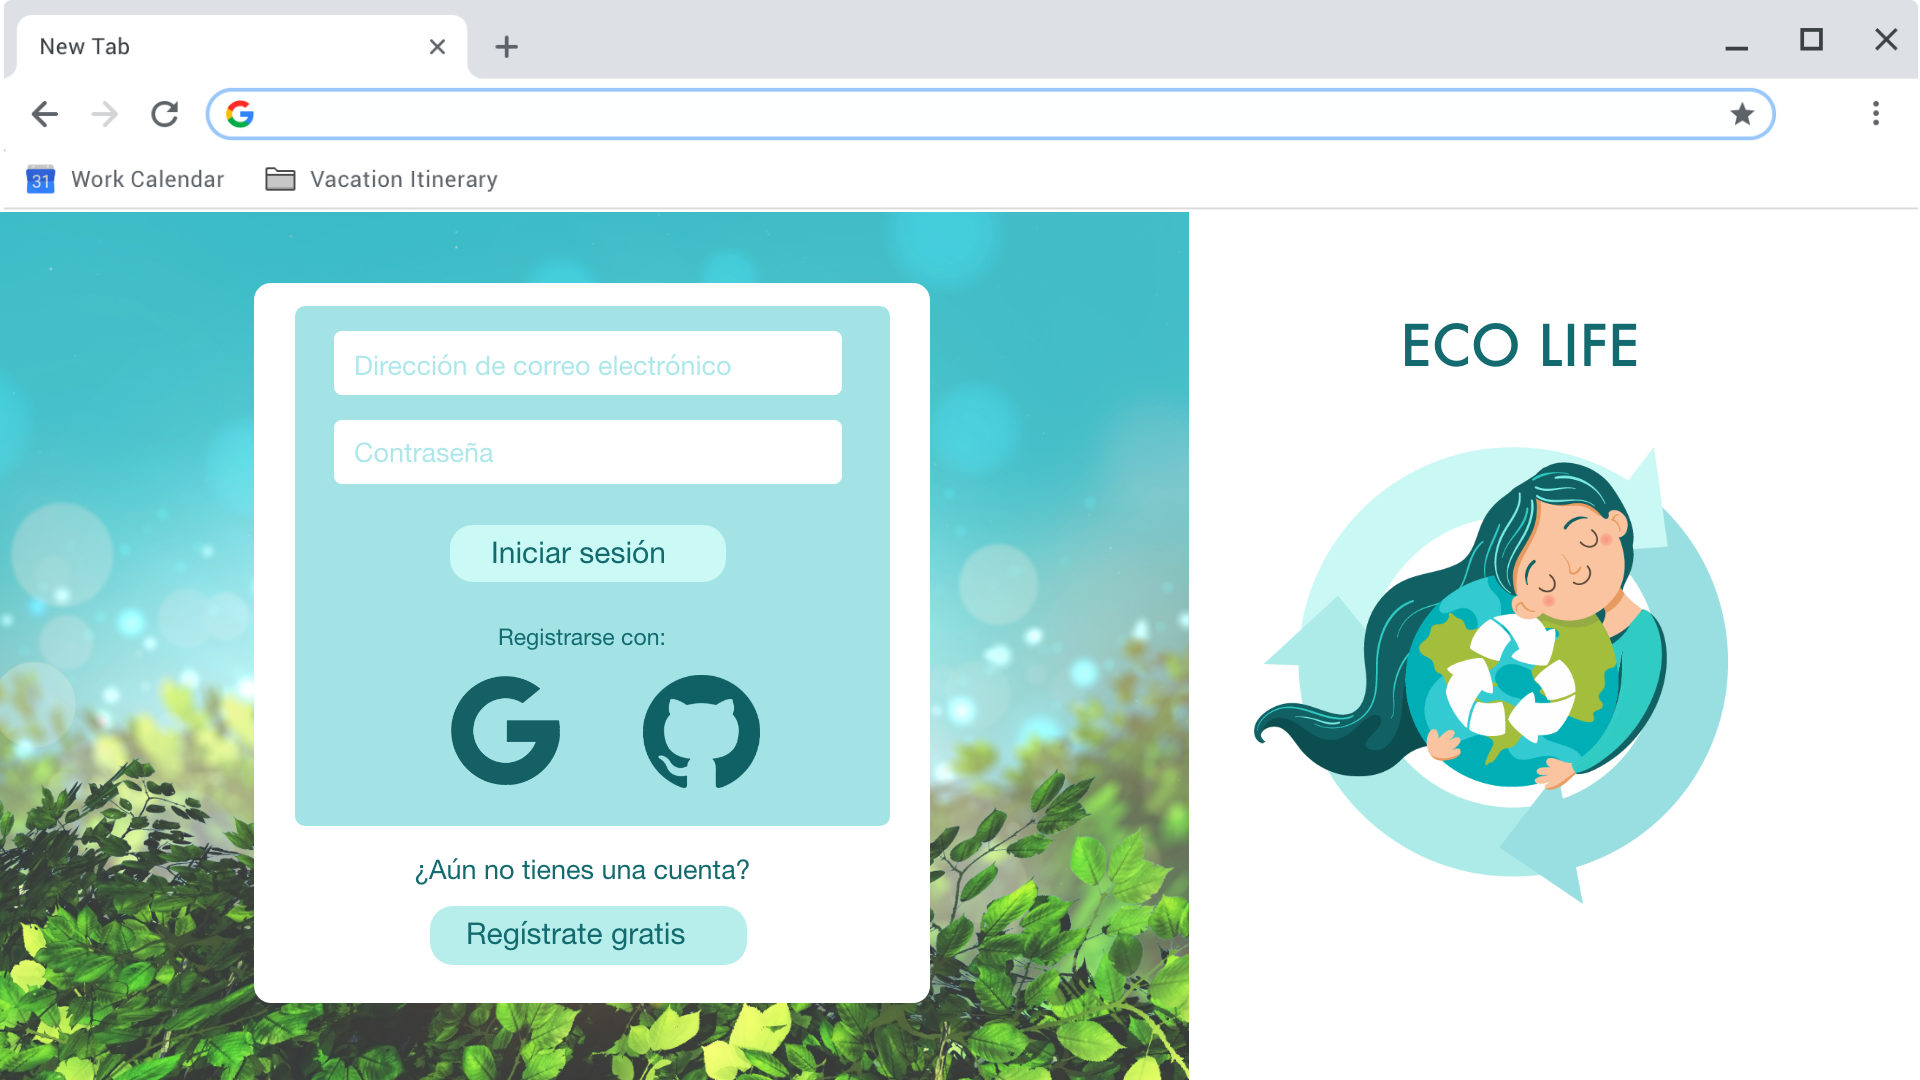 New Tab
31 Work Calendar
Vacation Itinerary
ECO LIFE
Dirección de correo electrónico
Contraseña
Iniciar sesión
Registrarse con:
¿Aún no tienes una cuenta?
Regístrate gratis